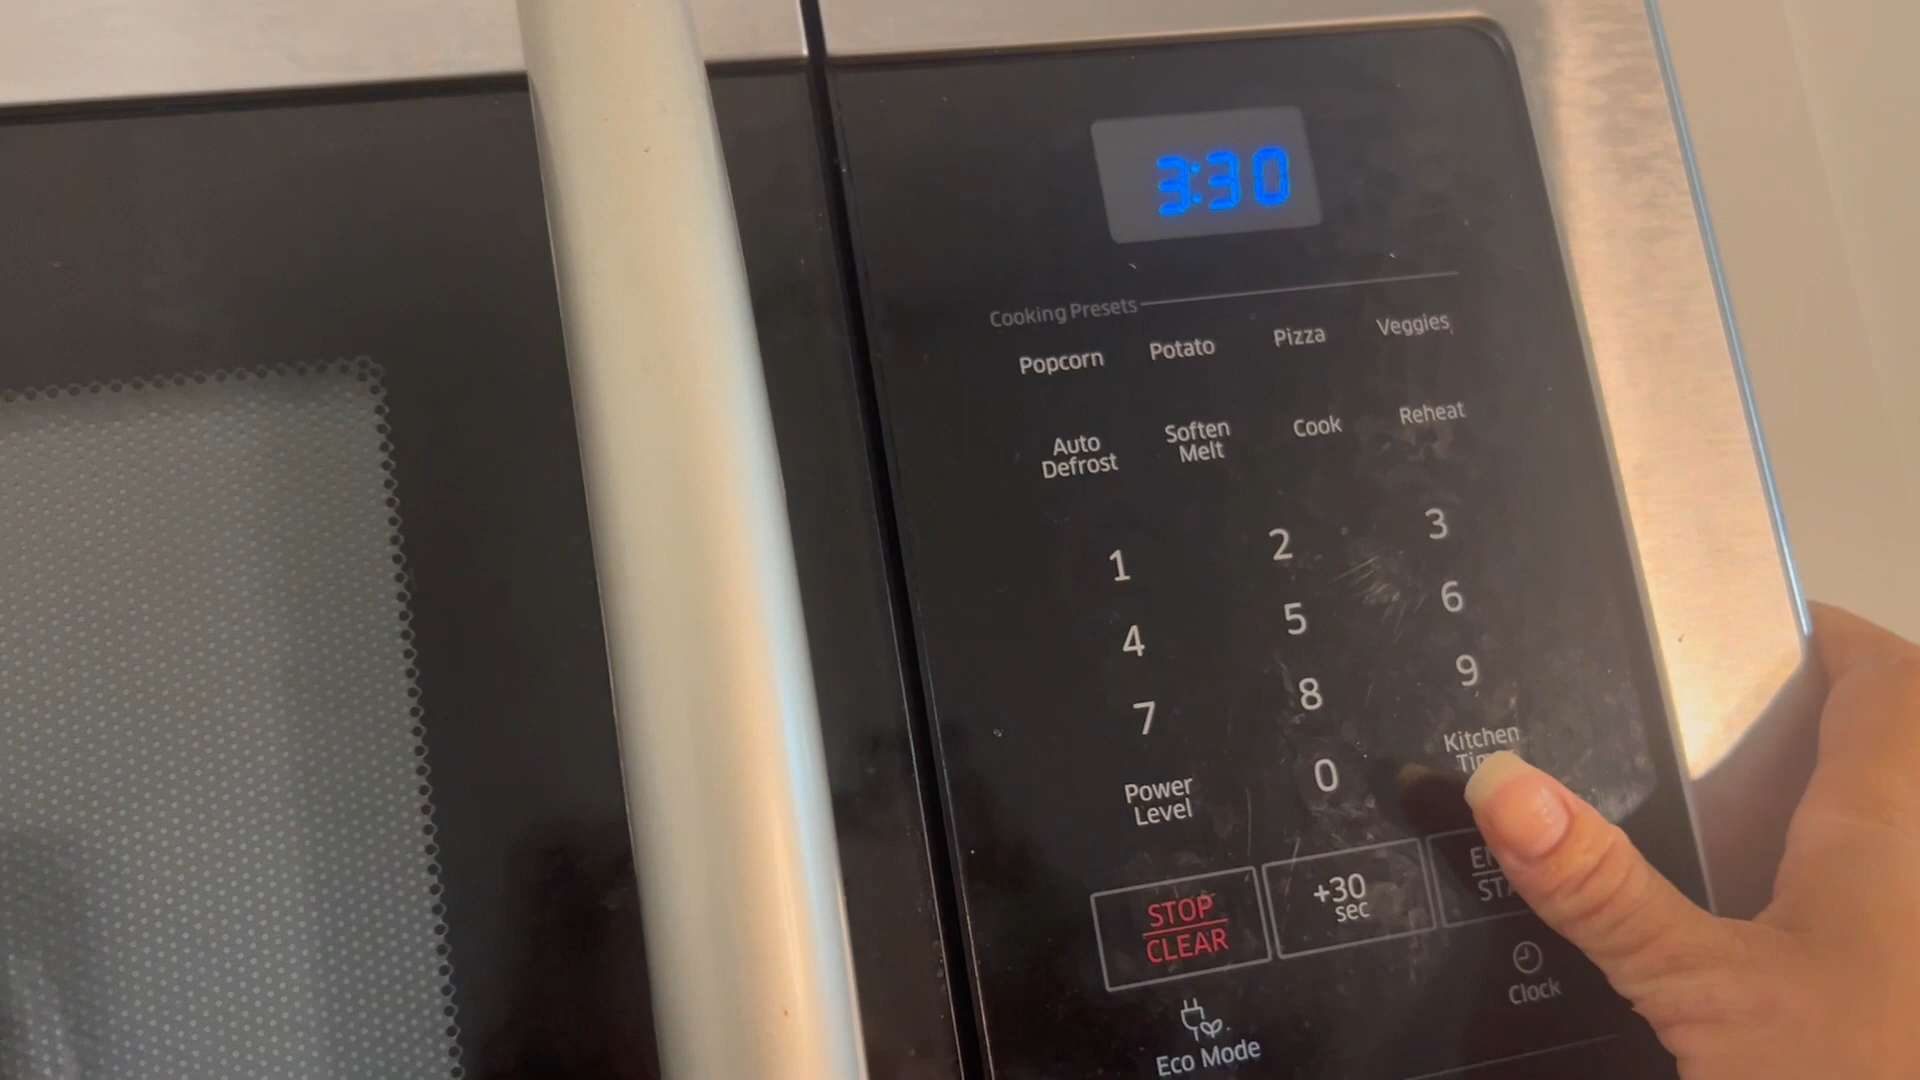 3:30
Cooking Presets
Popcorn Potato Pizza Veggies
Auto Defrost
Soften Melt
Cook
Reheat
1 2 3
4 5 6
7 8 9
Power Level
0
Kitchen
STOP
CLEAR
+30
sec
Clock
Eco Mode